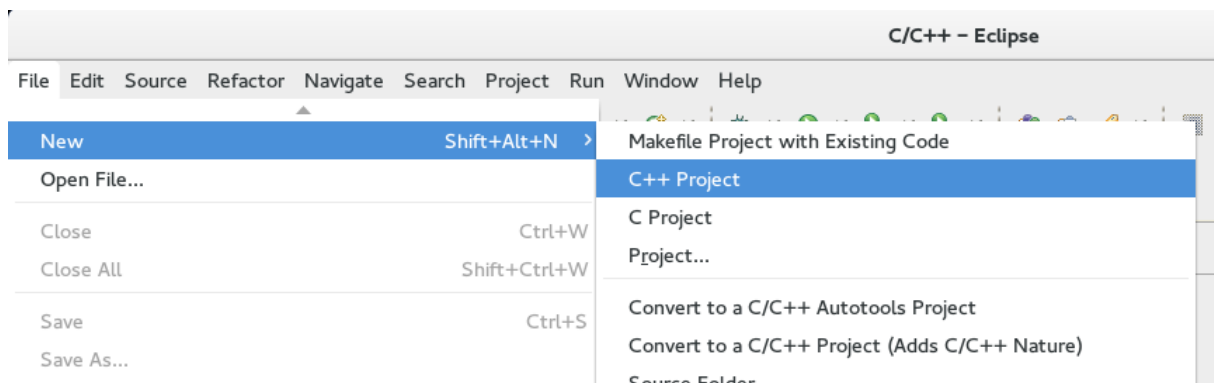 C/C++ – Eclipse
File Edit Source Refactor Navigate Search Project Run Window Help
New Shift+Alt+N
Makefile Project with Existing Code
C++ Project
Open File...
C Project
Close Ctrl+W
Project...
Close All Shift+Ctrl+W
Convert to a C/C++ Autotools Project
Save Ctrl+S
Convert to a C/C++ Project (Adds C/C++ Nature)
Save As...
Source Folder